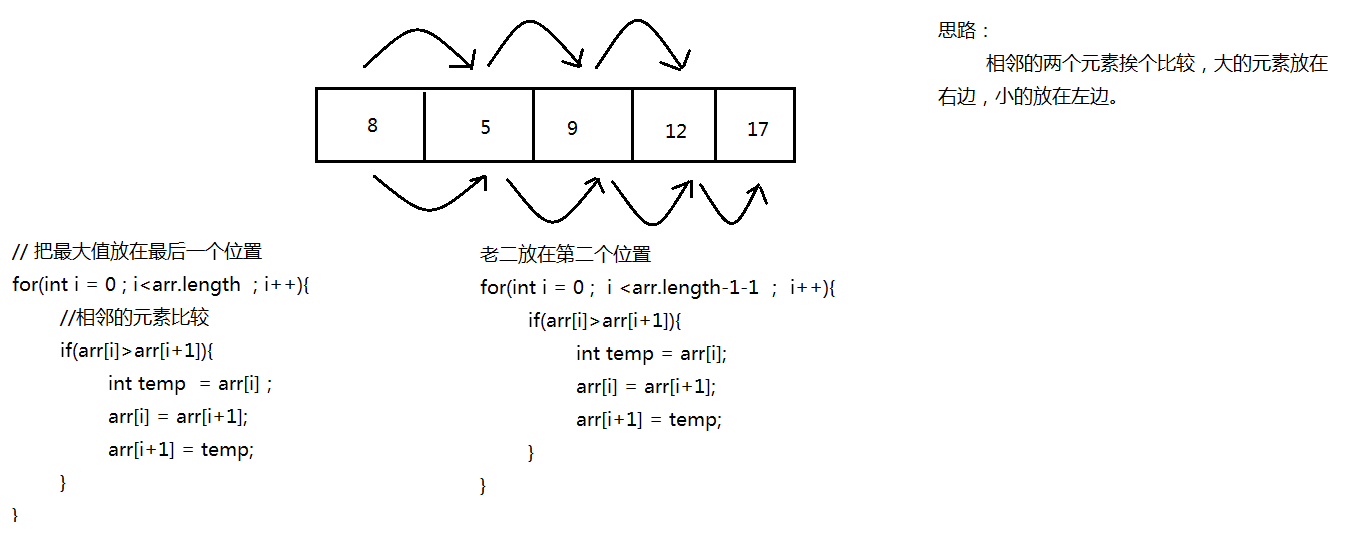 8 5 9 12 17
思路：
相邻的两个元素挨个比较，大的元素放在
右边，小的放在左边。
// 把最大值放在最后一个位置
for(int i = 0 ; i<arr.length  ; i++){
//相邻的元素比较
if(arr[i]>arr[i+1]){
int temp  = arr[i] ;
arr[i] = arr[i+1];
arr[i+1] = temp;
}
}
老二放在第二个位置
for(int i = 0 ;  i <arr.length-1-1  ;  i++){
if(arr[i]>arr[i+1]){
int temp = arr[i];
arr[i] = arr[i+1];
arr[i+1] = temp;
}
}